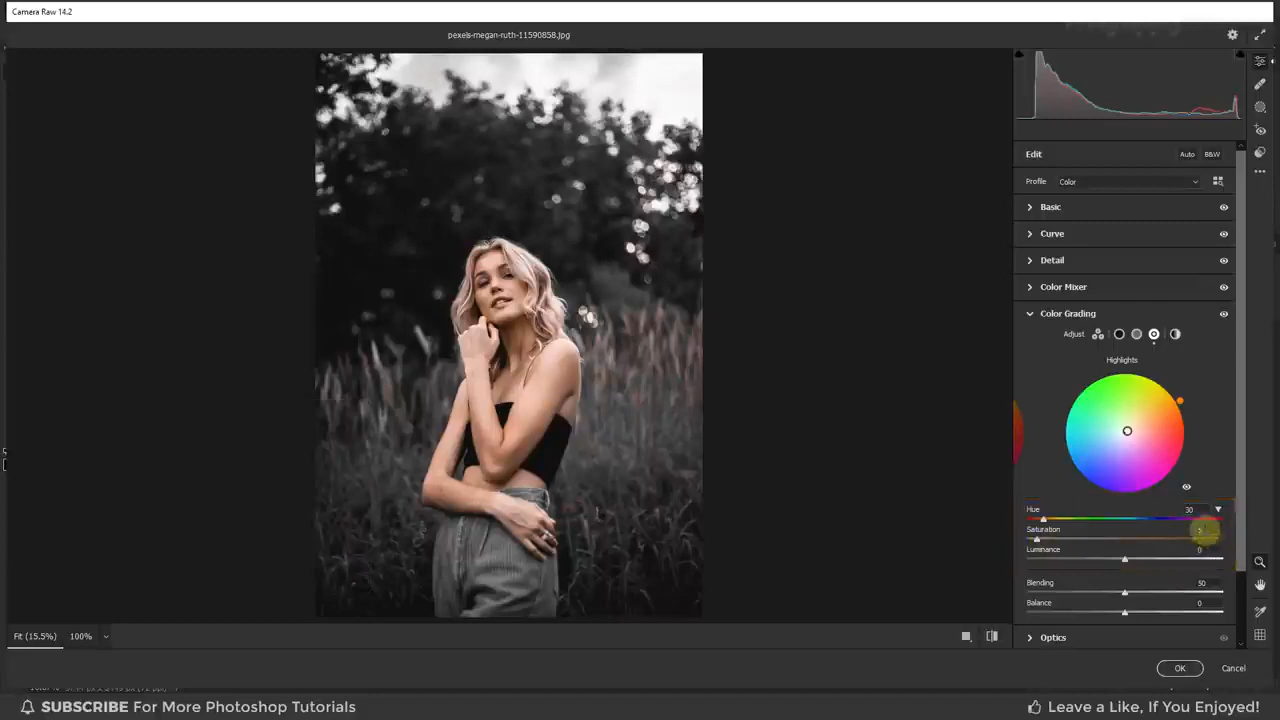 Camera Raw 14.2
pexels-megan-ruth-11590858.jpg
Edit
Auto
B&W
Profile
Color
Basic
Curve
Detail
Color Mixer
Color Grading
Adjust
Highlights
Hue
30
Saturation
Luminance
0
Blending
50
Balance
0
Optics
Fit (15.5%)
100%
OK
Cancel
SUBSCRIBE For More Photoshop Tutorials
Leave a Like, If You Enjoyed!